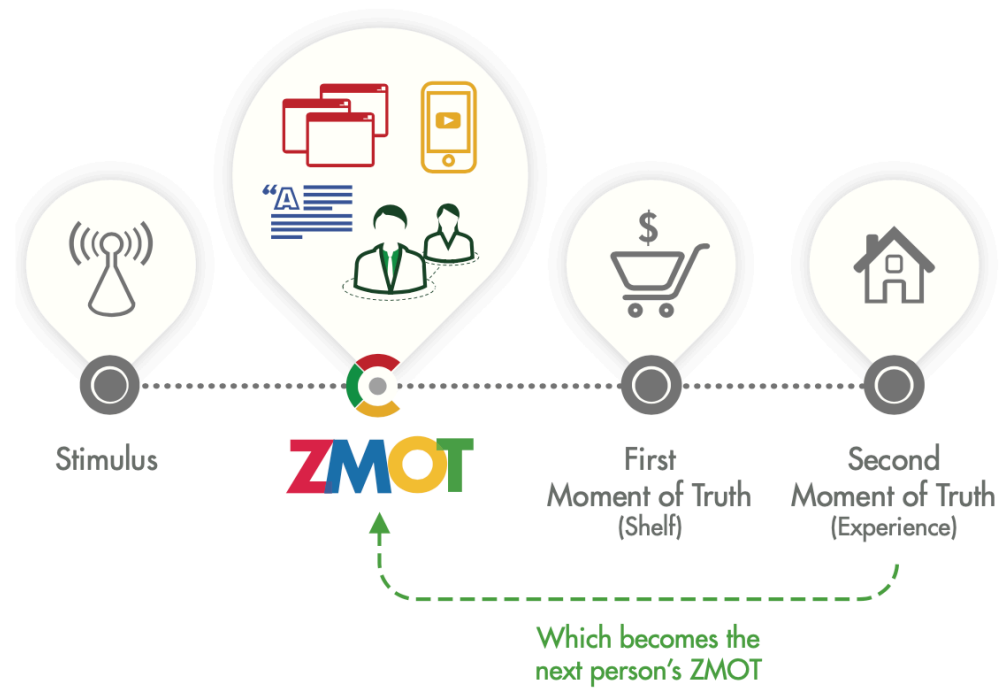 “A
$
Stimulus
ZMOT
First
Moment of Truth
(Shelf)
Second
Moment of Truth
(Experience)
Which becomes the
next person’s ZMOT